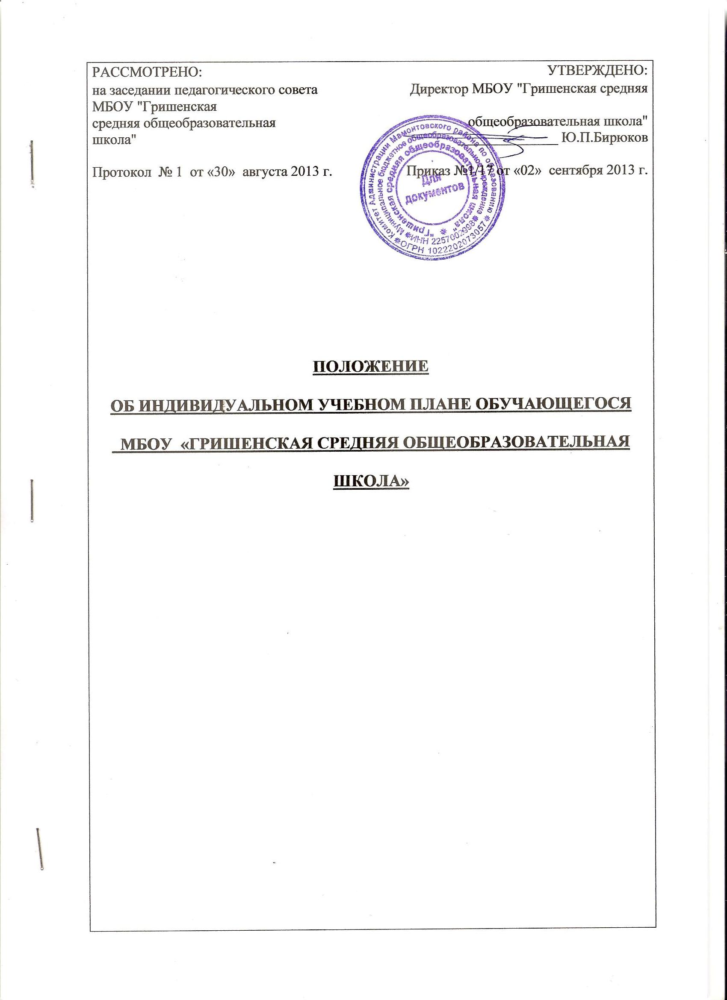 РАССМОТРЕНО:
на заседании педагогического совета
МБОУ "Гришенская
средняя общеобразовательная
школа"
Протокол № 1 от «30» августа 2013 г.
УТВЕРЖДЕНО:
Директор МБОУ "Гришенская средняя
общеобразовательная школа"
Ю.П.Бирюков
Приказ №1/17 от «02» сентября 2013 г.
Комитет Администрации Мамонтовского района по образованию
ОГРН 1022202073057
Муниципальное бюджетное общеобразовательное учреждение
ИНН 2257002998
"Гришенская средняя общеобразовательная школа"
Для
документов
ПОЛОЖЕНИЕ
ОБ ИНДИВИДУАЛЬНОМ УЧЕБНОМ ПЛАНЕ ОБУЧАЮЩЕГОСЯ
МБОУ «ГРИШЕНСКАЯ СРЕДНЯЯ ОБЩЕОБРАЗОВАТЕЛЬНАЯ
ШКОЛА»